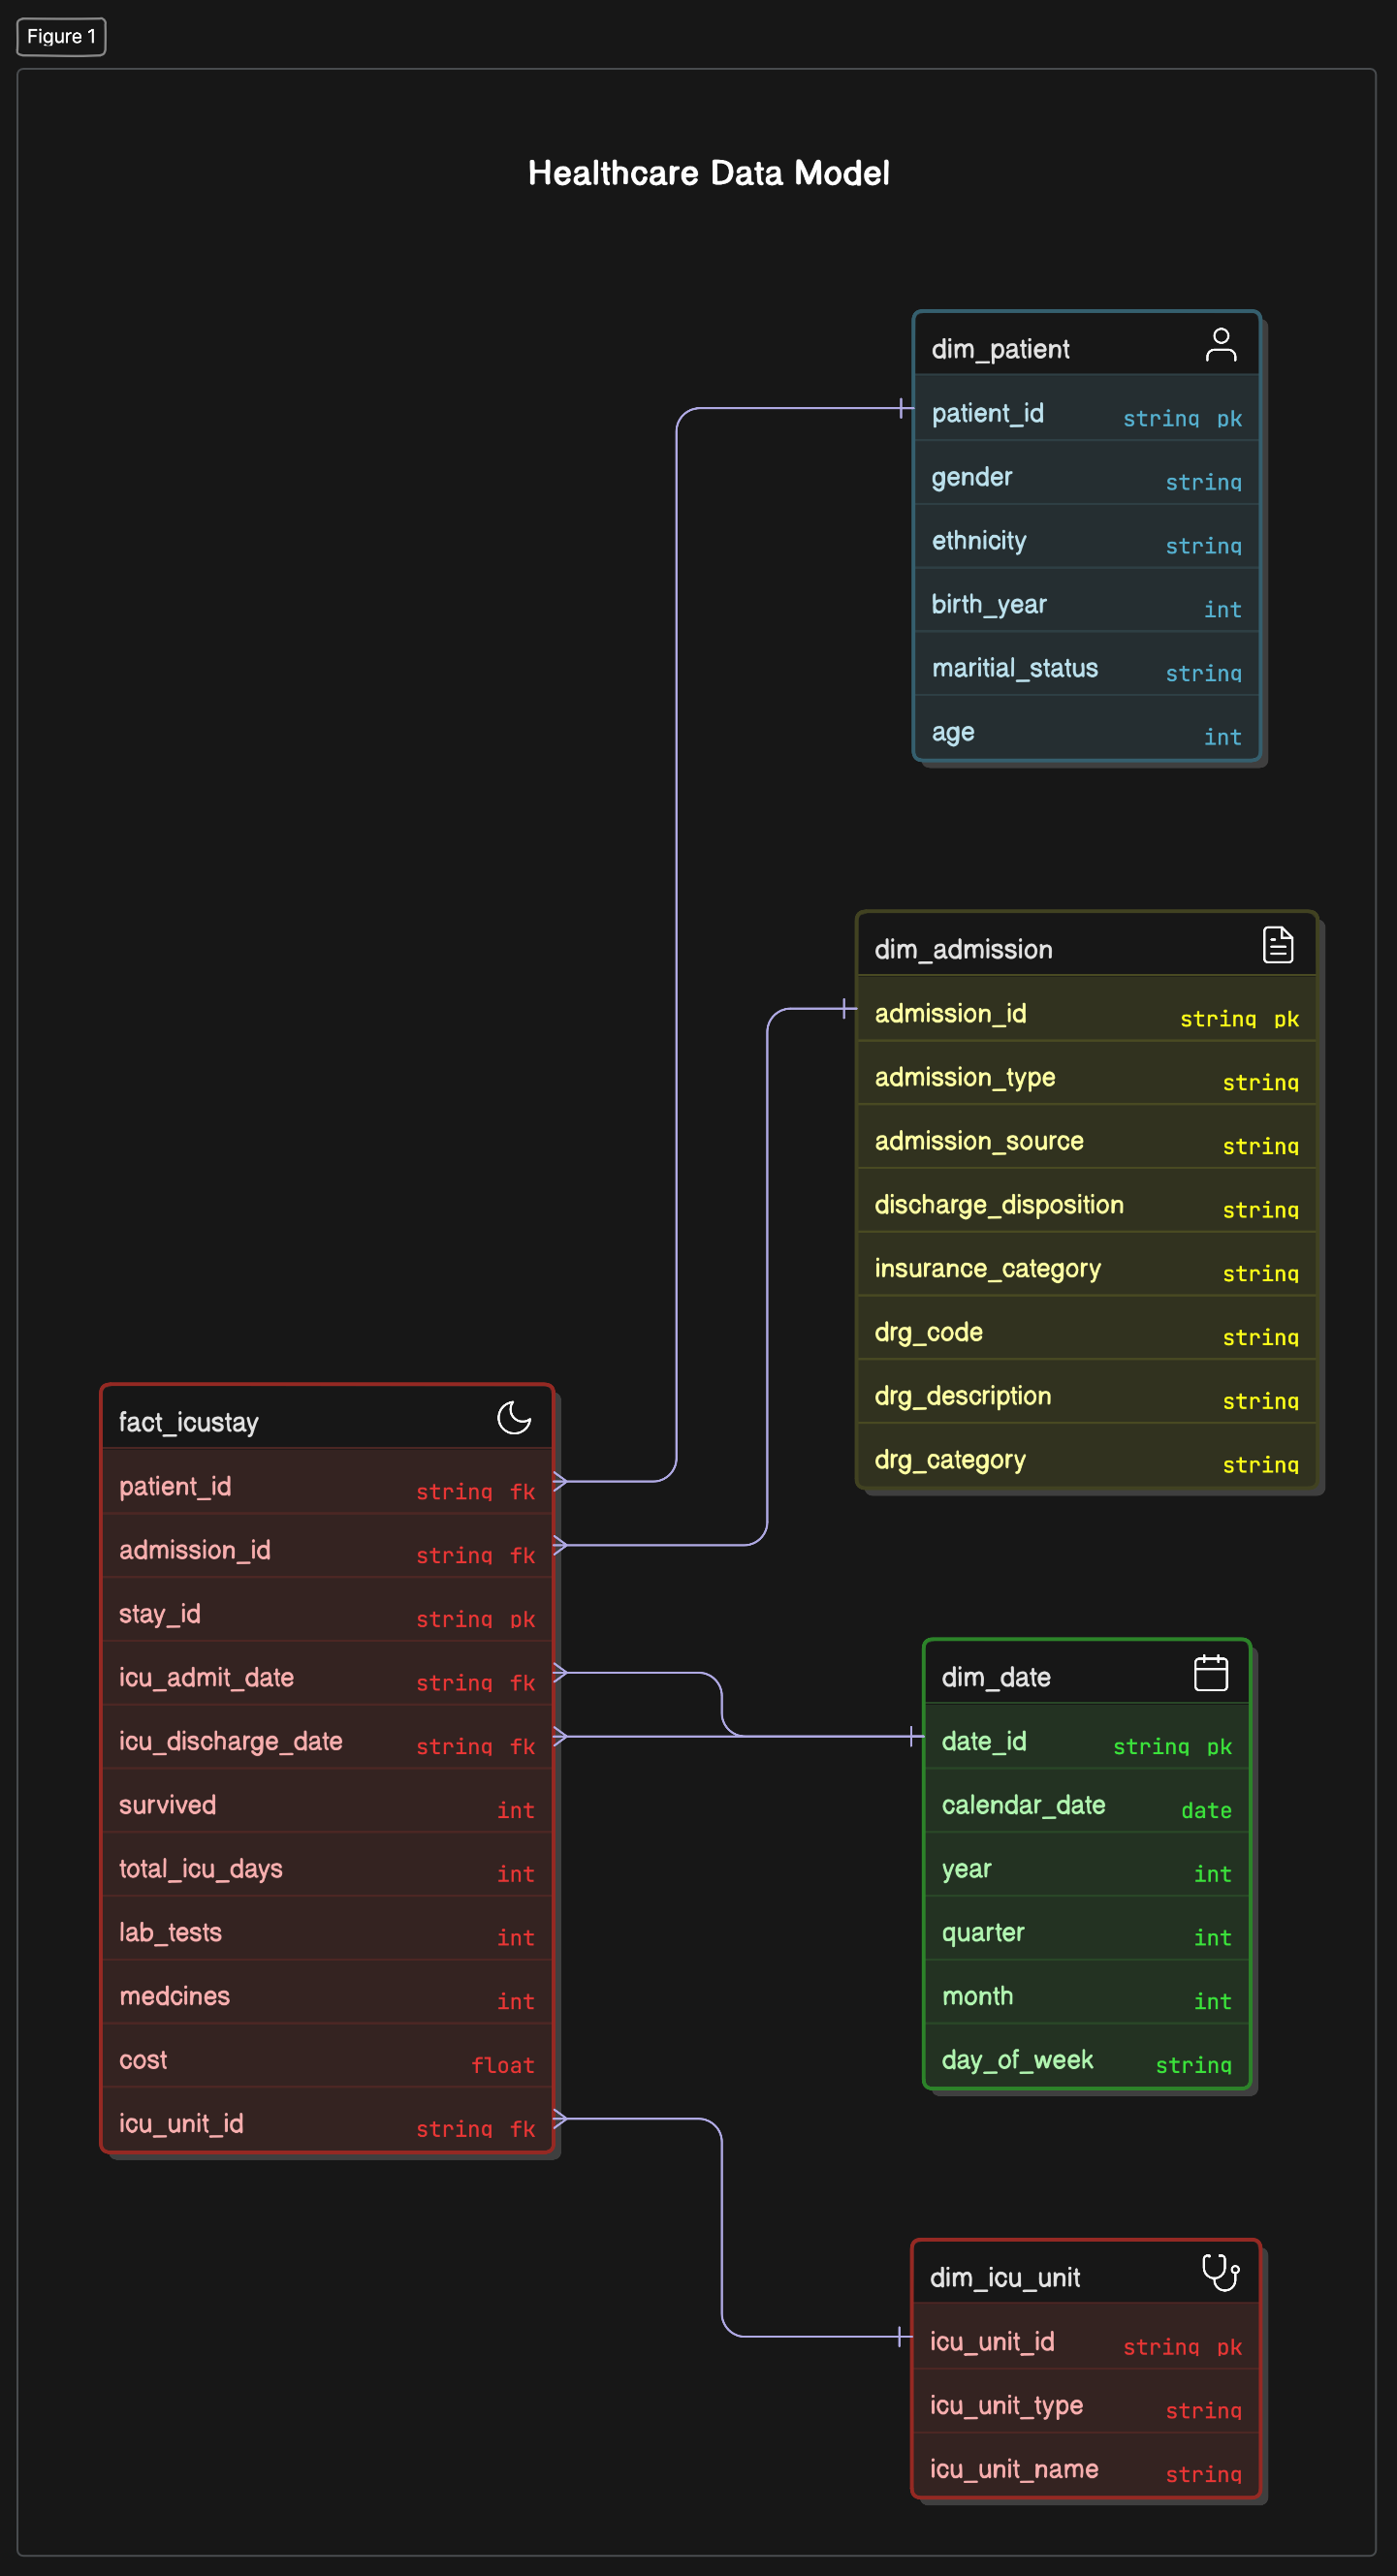 Figure 1
Healthcare Data Model
dim_patient
patient_id string pk
gender string
ethnicity string
birth_year int
maritial_status string
age int
dim_admission
admission_id string pk
admission_type string
admission_source string
discharge_disposition string
insurance_category string
drg_code string
drg_description string
drg_category string
fact_icustay
patient_id string fk
admission_id string fk
stay_id string pk
icu_admit_date string fk
icu_discharge_date string fk
survived int
total_icu_days int
lab_tests int
medcines int
cost float
icu_unit_id string fk
dim_date
date_id string pk
calendar_date date
year int
quarter int
month int
day_of_week string
dim_icu_unit
icu_unit_id string pk
icu_unit_type string
icu_unit_name string